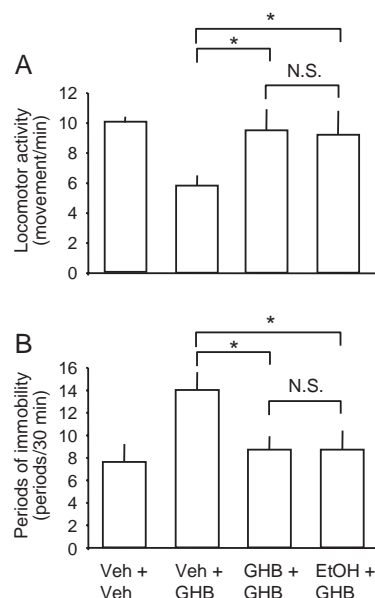 *
*
A
N.S.
12
10
8
6
4
2
0
Locomotor activity
(movement/min)
*
B
*
N.S.
16
14
12
10
8
6
4
2
0
Periods of immobility
(periods/30 min)
Veh + Veh + GHB + EtOH +
Veh GHB GHB GHB